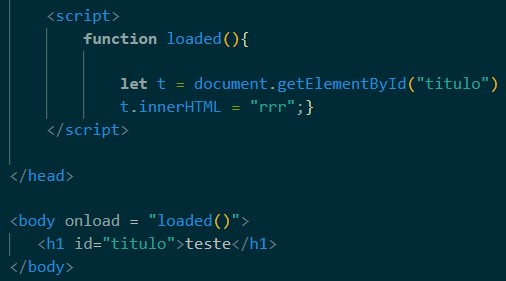 <script>
function loaded(){
let t = document.getElementById("titulo")
t.innerHTML = "rrr";}
</script>
</head>
<body onload = "loaded()">
<h1 id="titulo">teste</h1>
</body>